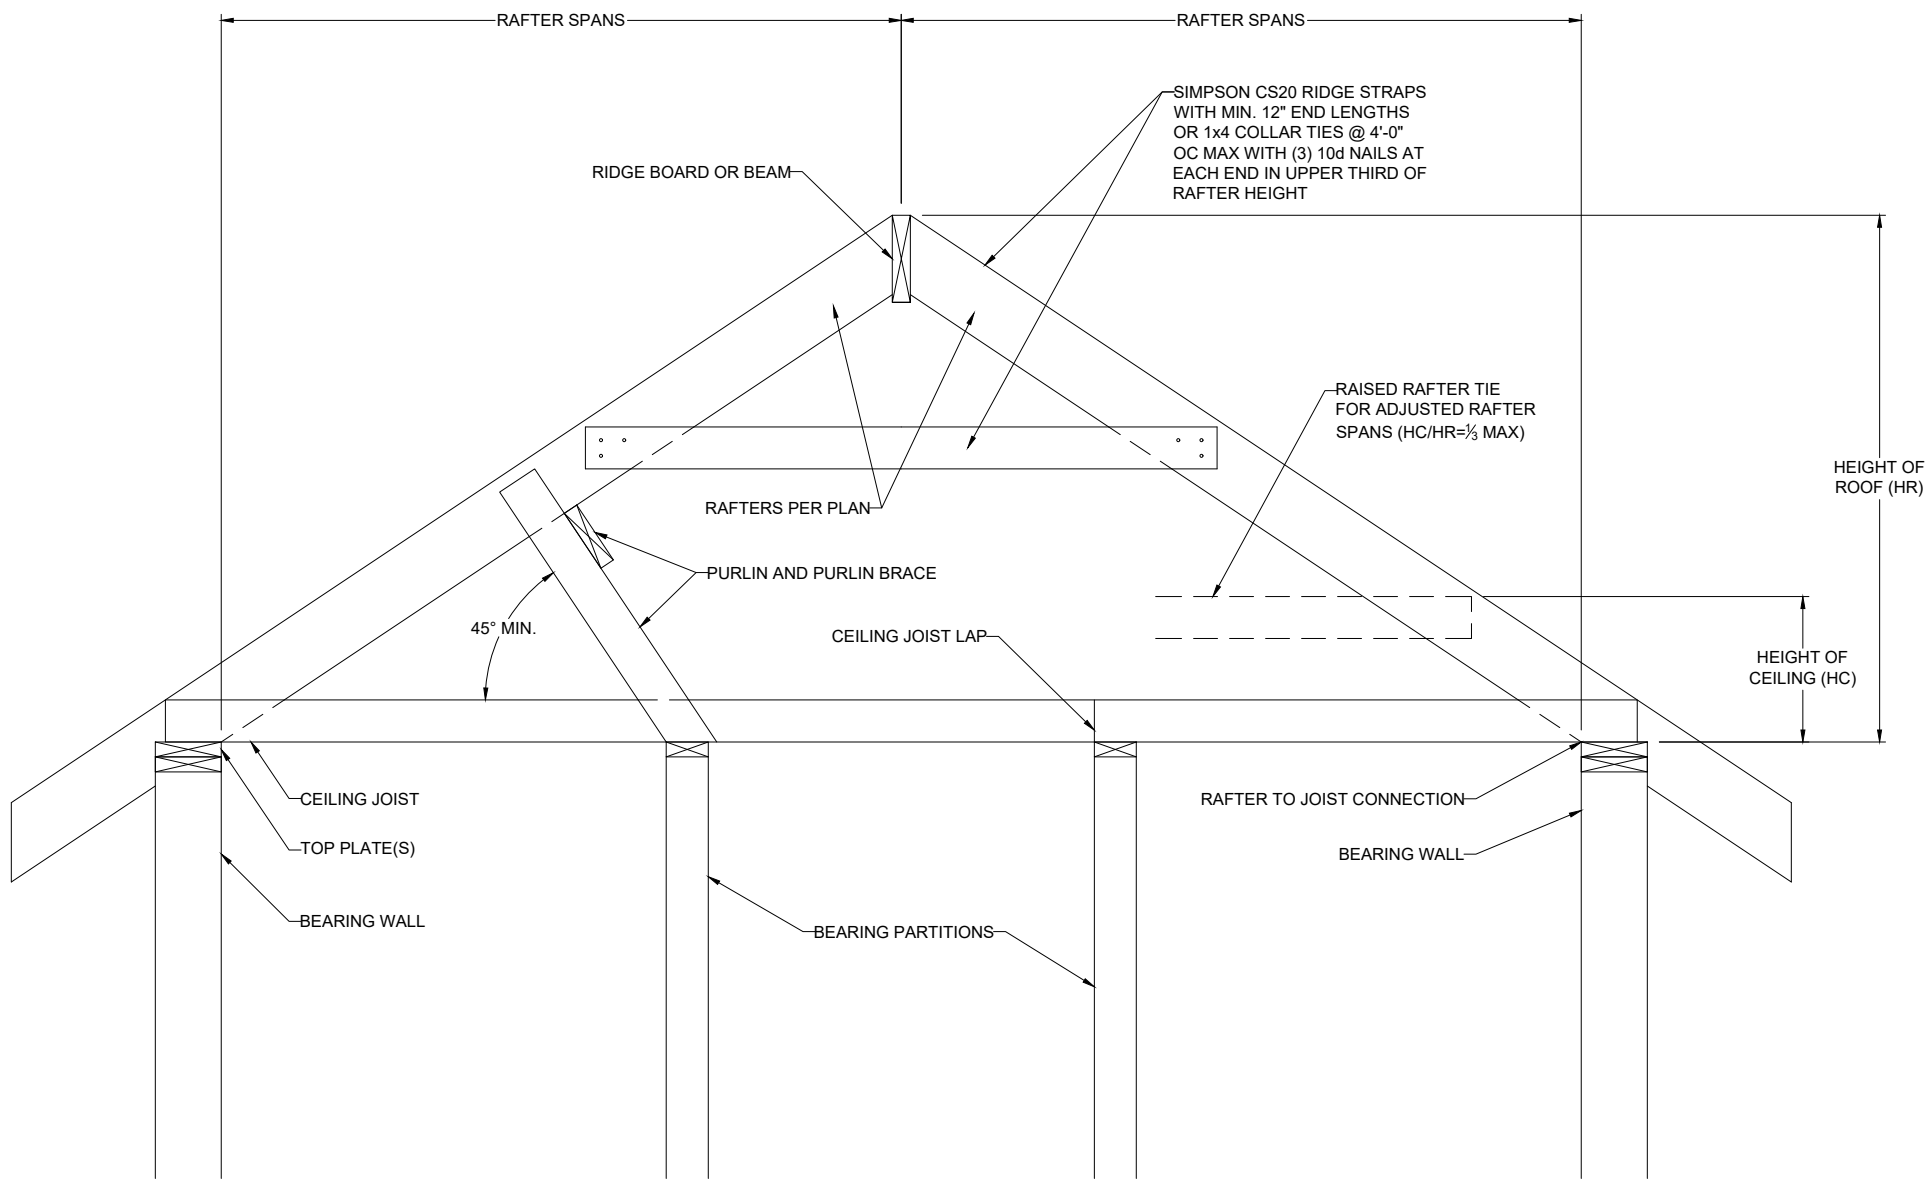 RAFTER SPANS
RAFTER SPANS
SIMPSON CS20 RIDGE STRAPS
WITH MIN. 12" END LENGTHS
OR 1x4 COLLAR TIES @ 4'-0"
OC MAX WITH (3) 10d NAILS AT
EACH END IN UPPER THIRD OF
RAFTER HEIGHT
RIDGE BOARD OR BEAM
RAISED RAFTER TIE
FOR ADJUSTED RAFTER
SPANS (HC/HR=⅓ MAX)
HEIGHT OF
ROOF (HR)
RAFTERS PER PLAN
PURLIN AND PURLIN BRACE
45° MIN.
CEILING JOIST LAP
HEIGHT OF
CEILING (HC)
CEILING JOIST
RAFTER TO JOIST CONNECTION
TOP PLATE(S)
BEARING WALL
BEARING WALL
BEARING PARTITIONS